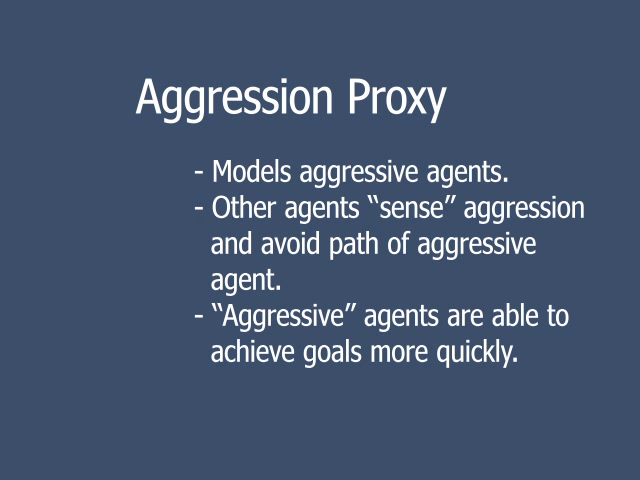 Aggression Proxy
- Models aggressive agents.
- Other agents “sense” aggression
and avoid path of aggressive
agent.
- “Aggressive” agents are able to
achieve goals more quickly.